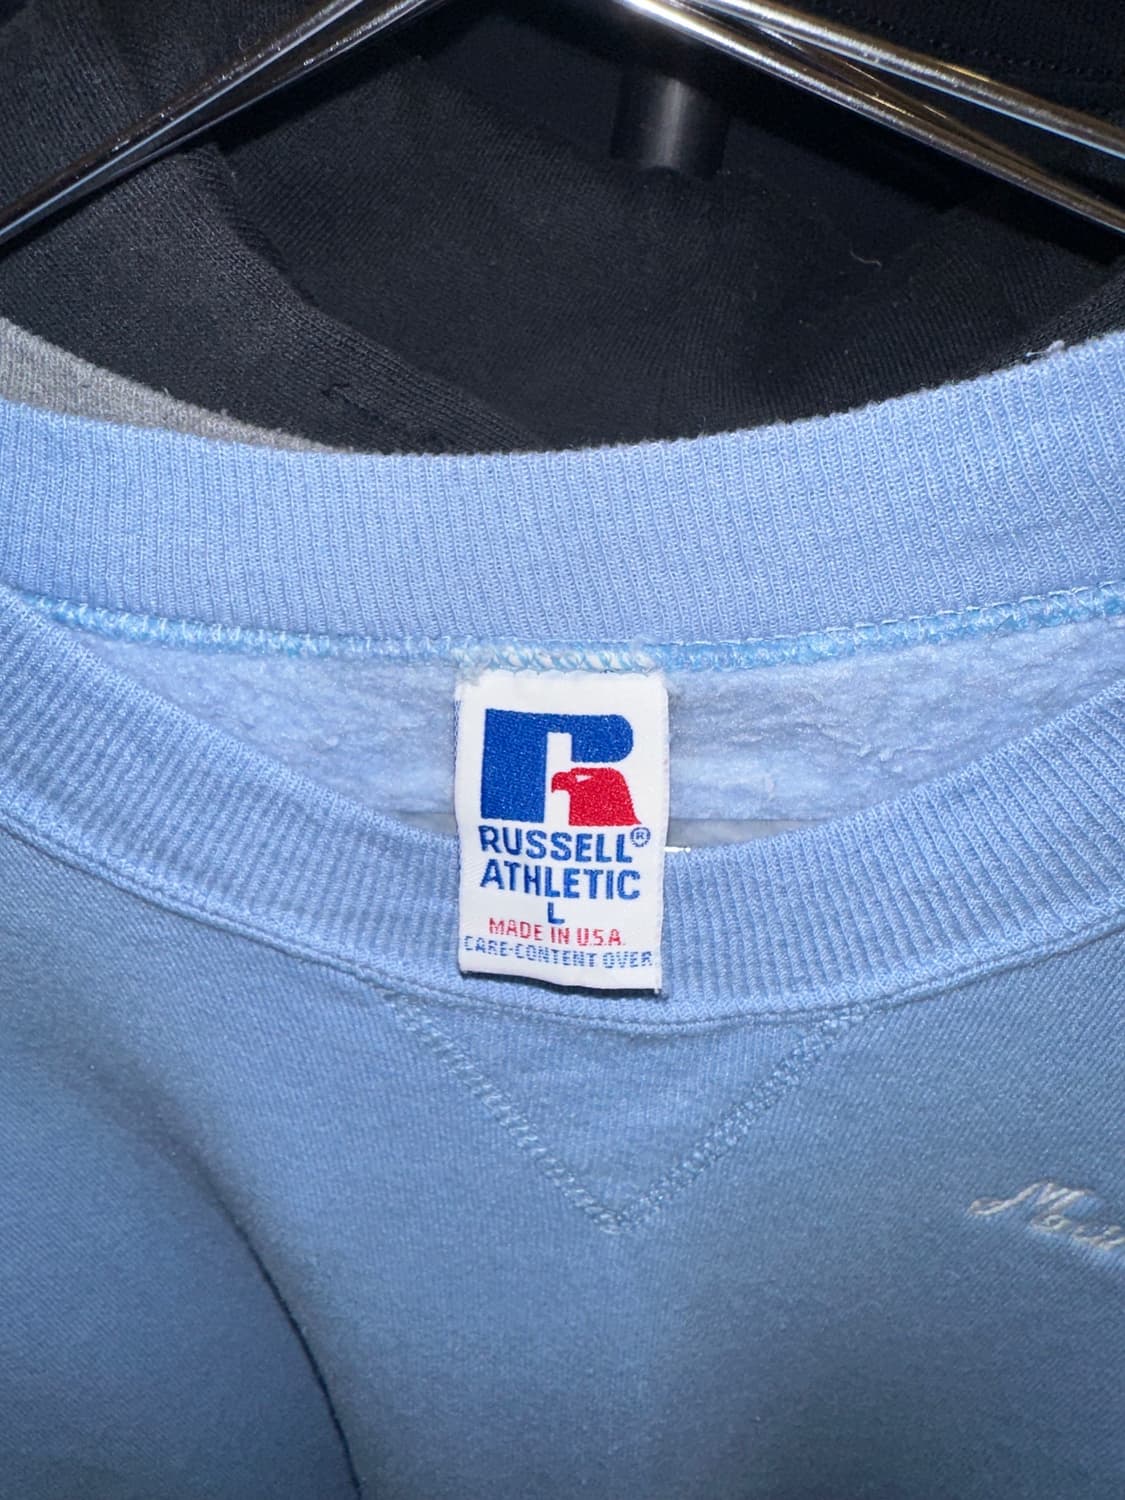 RUSSELL®
ATHLETIC
L
MADE IN U.S.A.
CARE-CONTENT OVER